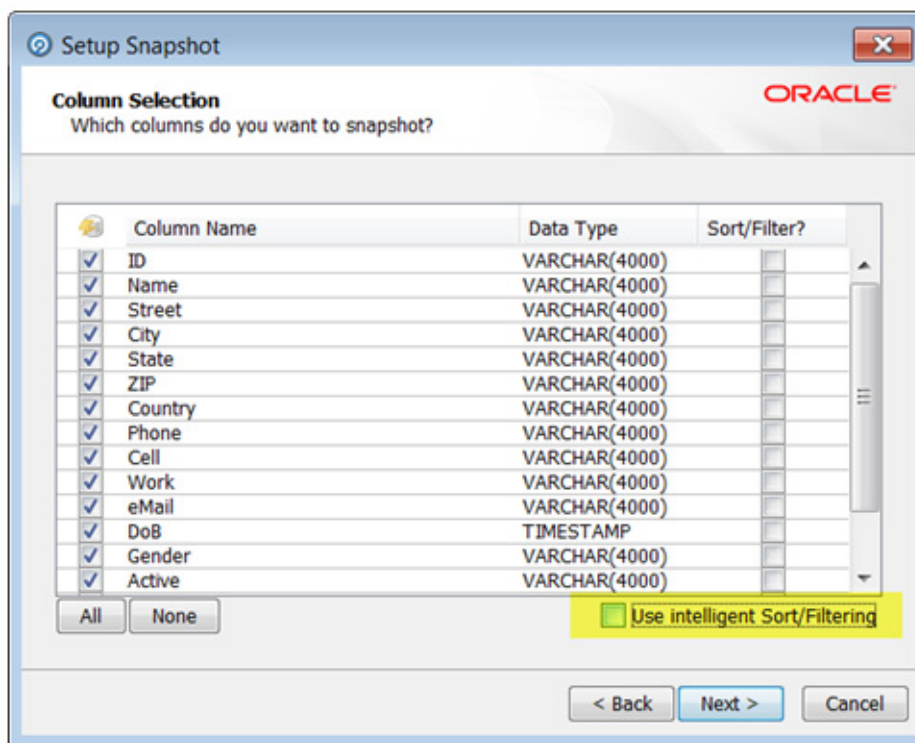 Setup Snapshot
Column Selection
ORACLE
Which columns do you want to snapshot?
Column Name Data Type Sort/Filter?
ID VARCHAR(4000)
Name VARCHAR(4000)
Street VARCHAR(4000)
City VARCHAR(4000)
State VARCHAR(4000)
ZIP VARCHAR(4000)
Country VARCHAR(4000)
Phone VARCHAR(4000)
Cell VARCHAR(4000)
Work VARCHAR(4000)
eMail VARCHAR(4000)
DoB TIMESTAMP
Gender VARCHAR(4000)
Active VARCHAR(4000)
All None Use intelligent Sort/Filtering
< Back Next > Cancel